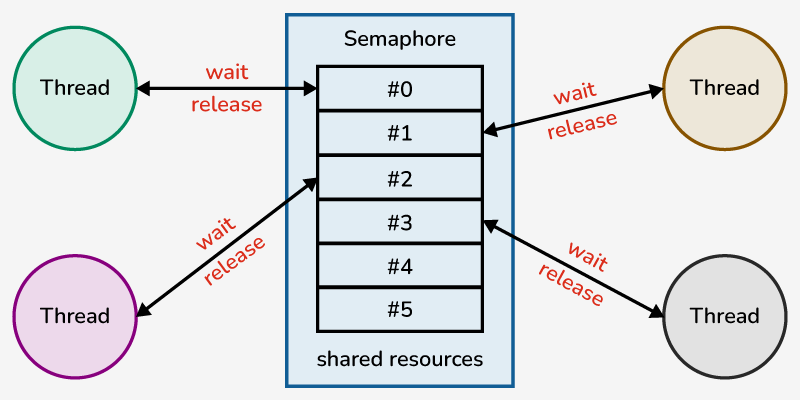 Semaphore
Thread
wait
release
#0
wait
release
Thread
#1
#2
wait
release
#3
wait
release
#4
Thread
#5
Thread
shared resources